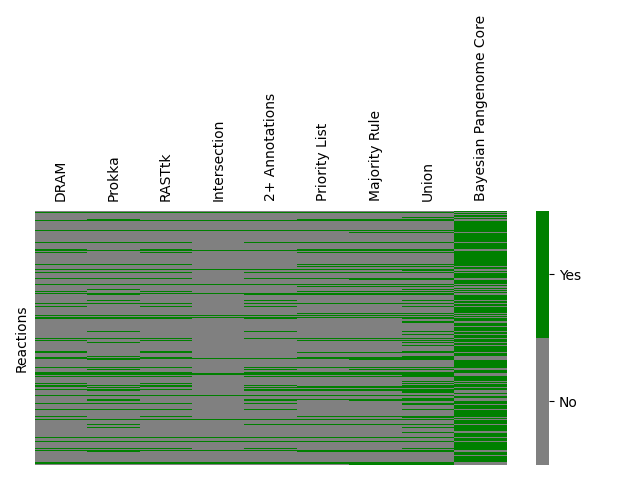 DRAM
Prokka
RASTtk
Intersection
2+ Annotations
Priority List
Majority Rule
Union
Bayesian Pangenome Core
Reactions
Yes
No